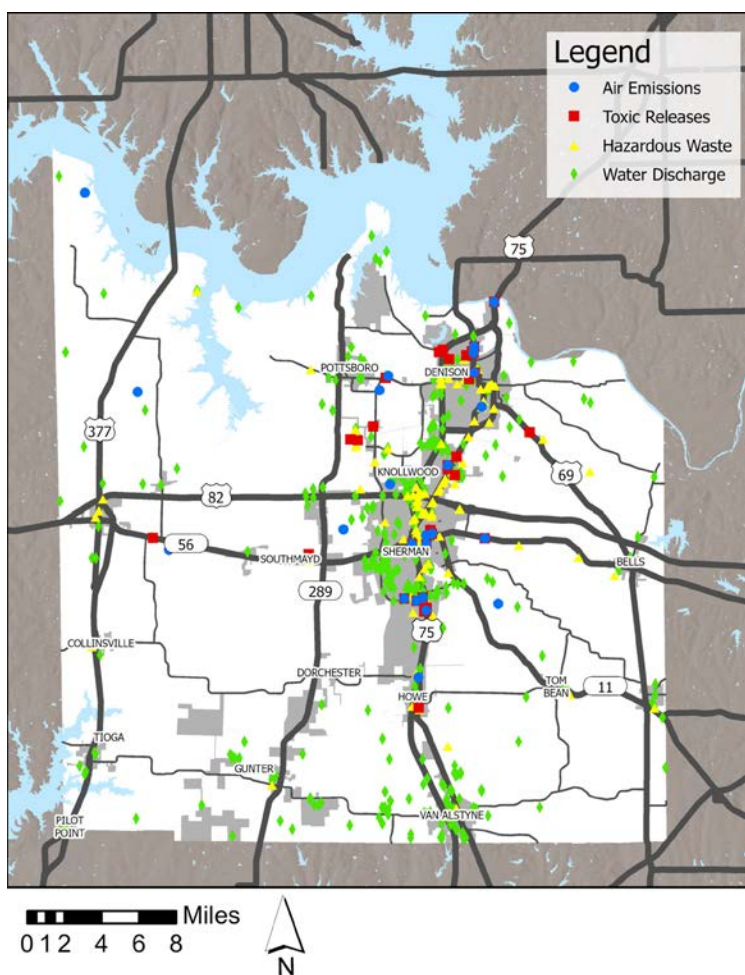 Legend
Air Emissions
Toxic Releases
Hazardous Waste
Water Discharge
75
POTTSBORO
DENISON
377
69
KNOLLWOOD
82
56
SHERMAN
SOUTHMAYD
BELLS
289
75
COLLINSVILLE
DORCHESTER
TOM
BEAN
11
HOWE
TIOGA
GUNTER
VAN ALSTYNE
PILOT
POINT
Miles
0 1 2 4 6 8
N